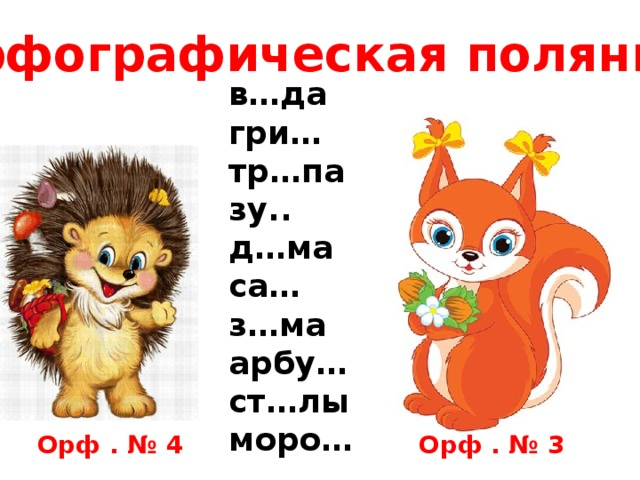 рфографическая полян
в...да
гри...
тр...па
зу..
д...ма
са...
з...ма
арбу...
ст...лы
моро...
Орф . № 4
Орф . № 3